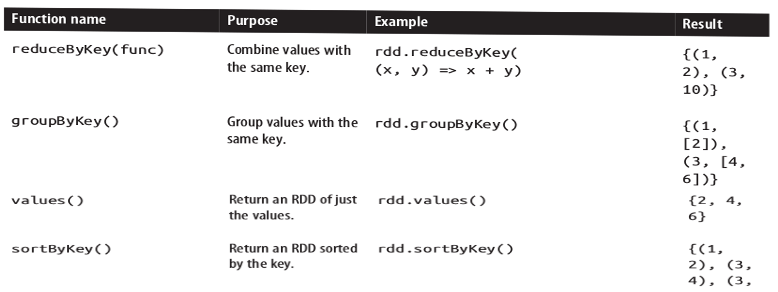 Function name Purpose Example Result
reduceByKey(func) Combine values with rdd.reduceByKey( {(1,
the same key. (x, y) => x + y) 2), (3,
10)}
groupByKey() Group values with the rdd.groupByKey() {(1,
same key. [2]),
(3, [4,
6])}
values() Return an RDD of just rdd.values() {2, 4,
the values. 6}
sortByKey() Return an RDD sorted rdd.sortByKey() {(1,
by the key. 2), (3,
4), (3,